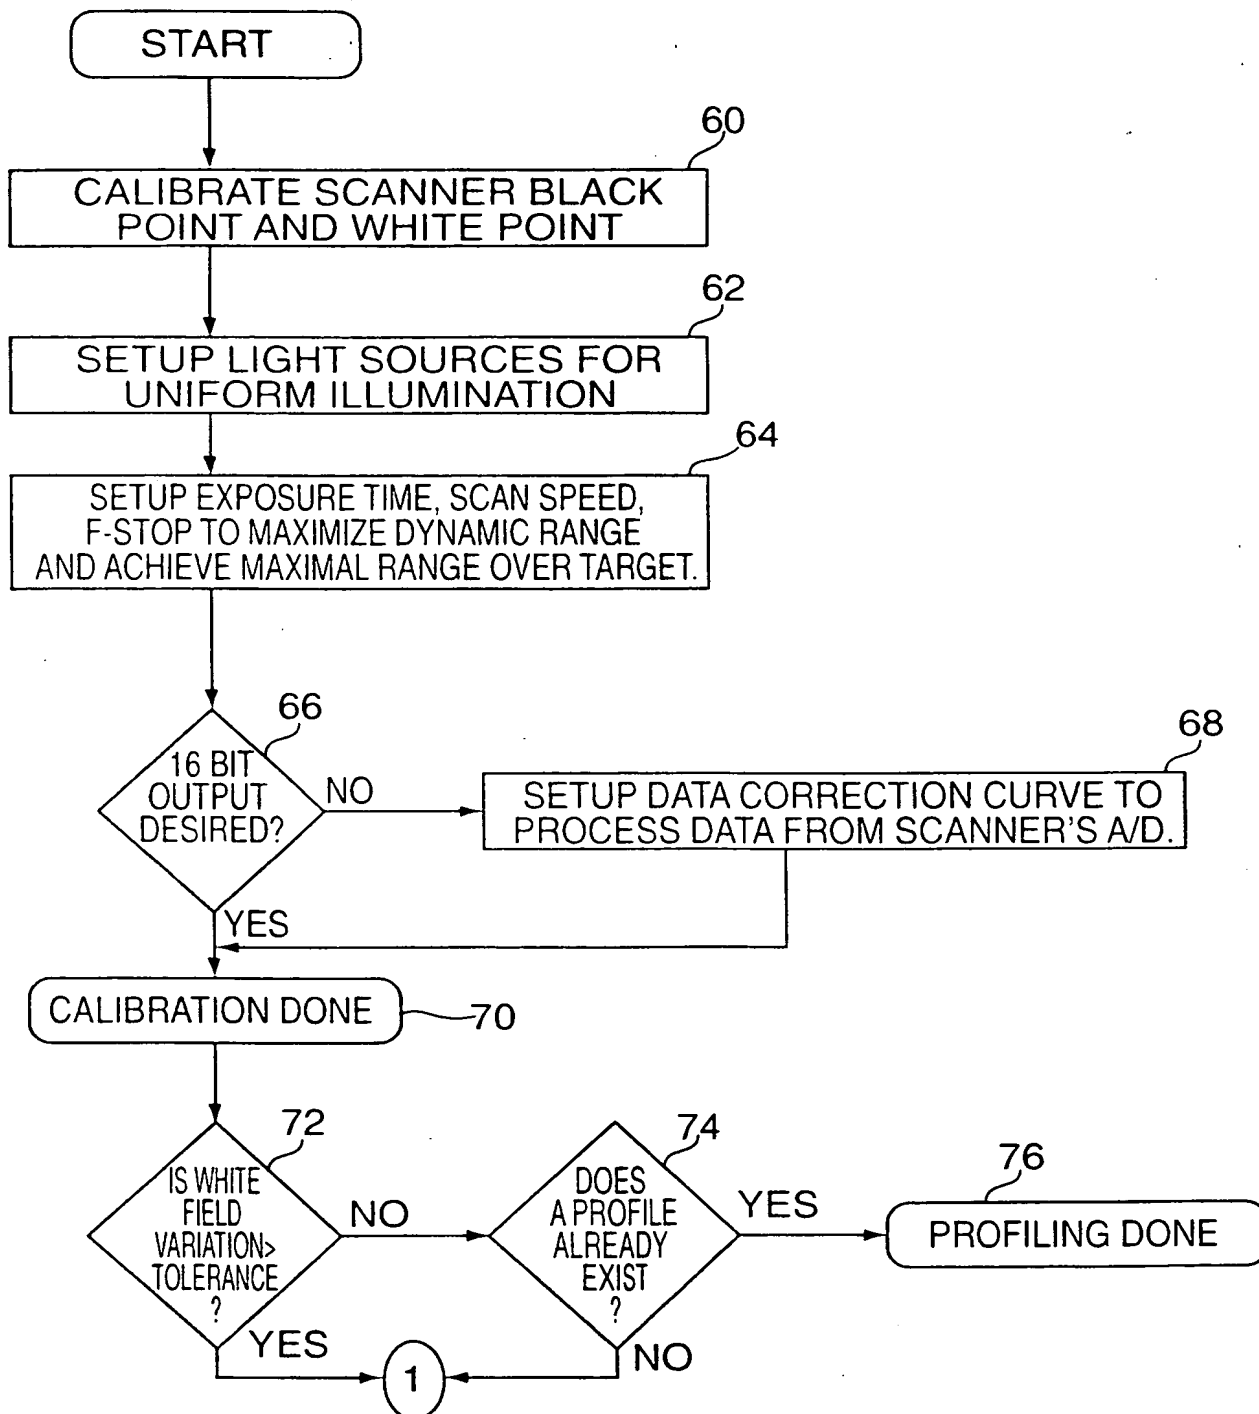 START
60
CALIBRATE SCANNER BLACK
POINT AND WHITE POINT
62
SETUP LIGHT SOURCES FOR
UNIFORM ILLUMINATION
64
SETUP EXPOSURE TIME, SCAN SPEED,
F-STOP TO MAXIMIZE DYNAMIC RANGE
AND ACHIEVE MAXIMAL RANGE OVER TARGET.
66
16 BIT
OUTPUT
DESIRED?
NO
68
SETUP DATA CORRECTION CURVE TO
PROCESS DATA FROM SCANNER'S A/D.
YES
CALIBRATION DONE
70
72
IS WHITE
FIELD
VARIATION>
TOLERANCE
?
NO
74
DOES
A PROFILE
ALREADY
EXIST
?
YES
76
PROFILING DONE
YES
NO
1